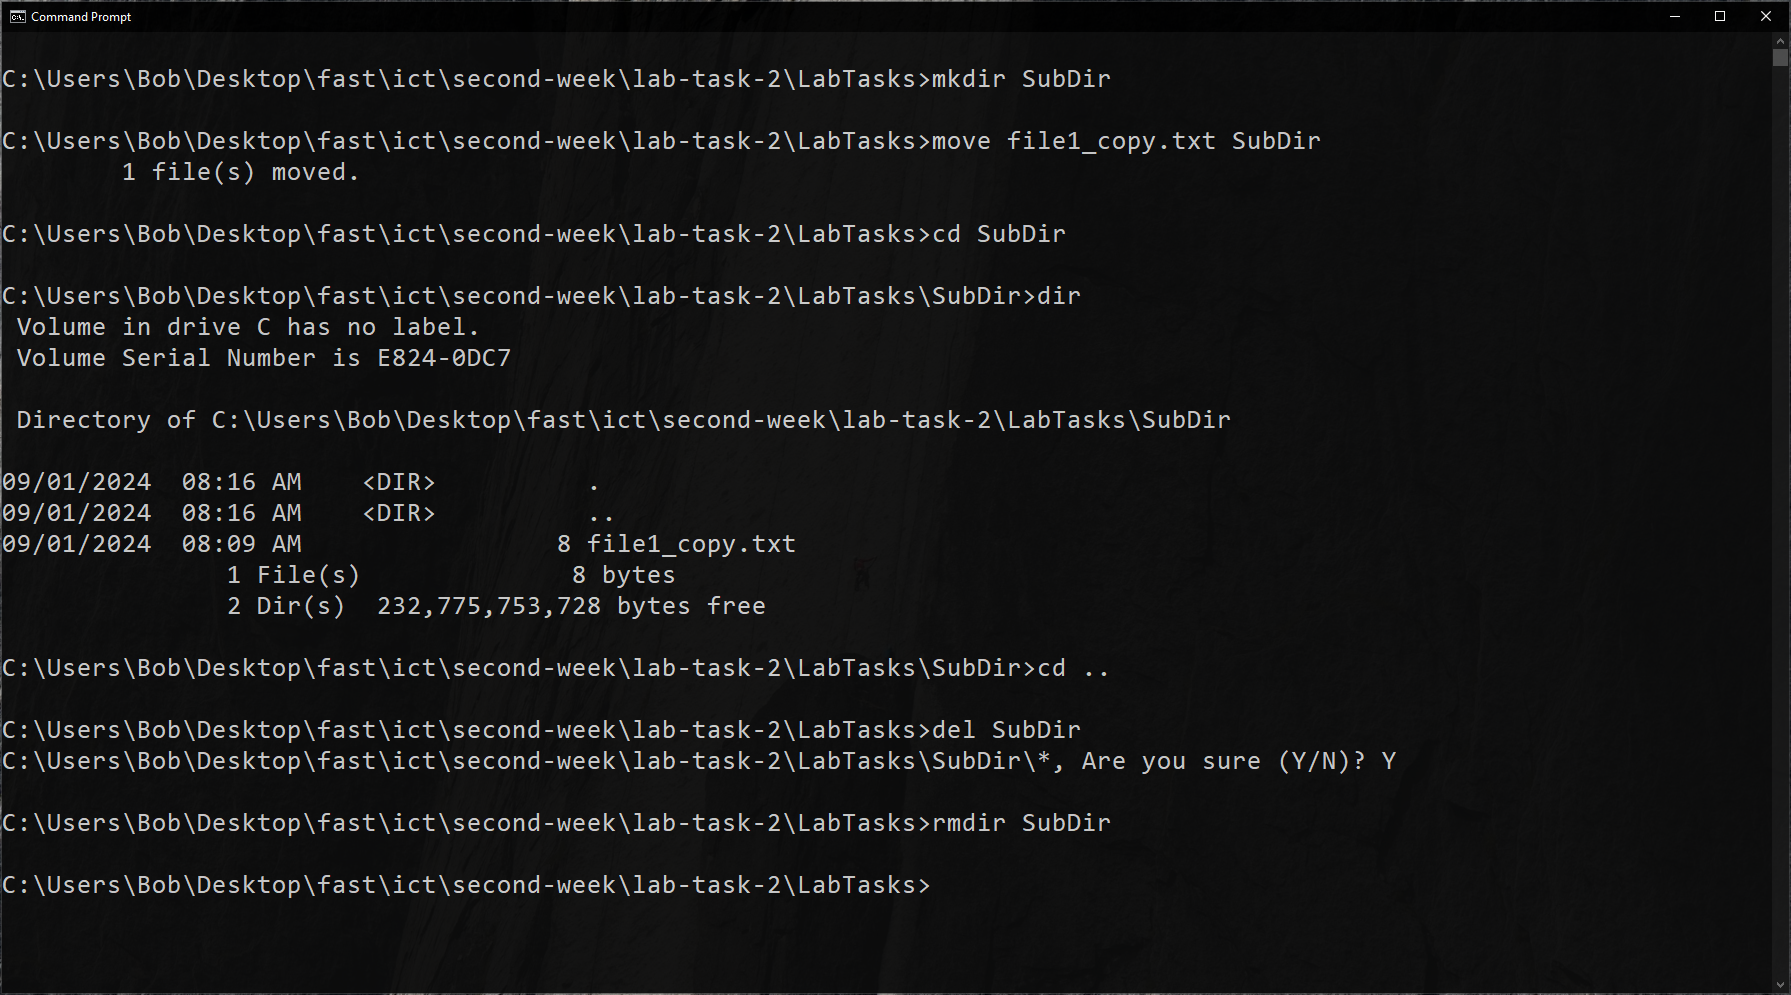 Command Prompt
C:\Users\Bob\Desktop\fast\ict\second-week\lab-task-2\LabTasks>mkdir SubDir
C:\Users\Bob\Desktop\fast\ict\second-week\lab-task-2\LabTasks>move file1_copy.txt SubDir
        1 file(s) moved.
C:\Users\Bob\Desktop\fast\ict\second-week\lab-task-2\LabTasks>cd SubDir
C:\Users\Bob\Desktop\fast\ict\second-week\lab-task-2\LabTasks\SubDir>dir
 Volume in drive C has no label.
 Volume Serial Number is E824-0DC7
 Directory of C:\Users\Bob\Desktop\fast\ict\second-week\lab-task-2\LabTasks\SubDir
09/01/2024  08:16 AM    <DIR>          .
09/01/2024  08:16 AM    <DIR>          ..
09/01/2024  08:09 AM                 8 file1_copy.txt
               1 File(s)              8 bytes
               2 Dir(s)  232,775,753,728 bytes free
C:\Users\Bob\Desktop\fast\ict\second-week\lab-task-2\LabTasks\SubDir>cd ..
C:\Users\Bob\Desktop\fast\ict\second-week\lab-task-2\LabTasks>del SubDir
C:\Users\Bob\Desktop\fast\ict\second-week\lab-task-2\LabTasks\SubDir\*, Are you sure (Y/N)? Y
C:\Users\Bob\Desktop\fast\ict\second-week\lab-task-2\LabTasks>rmdir SubDir
C:\Users\Bob\Desktop\fast\ict\second-week\lab-task-2\LabTasks>